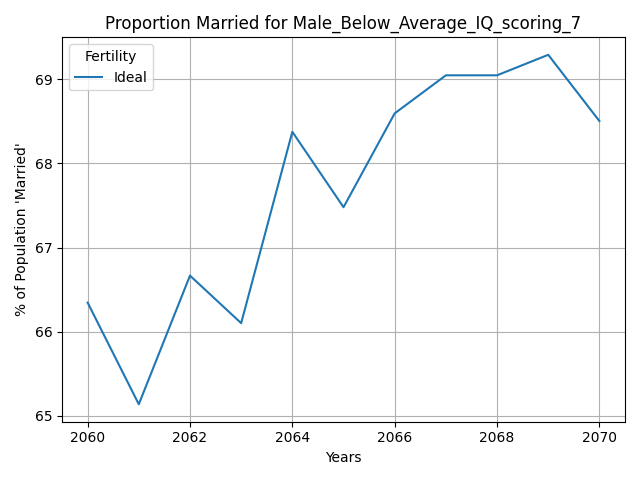 Proportion Married for Male_Below_Average_IQ_scoring_7
Fertility
Ideal
% of Population 'Married'
69
68
67
66
65
2060 2062 2064 2066 2068 2070
Years